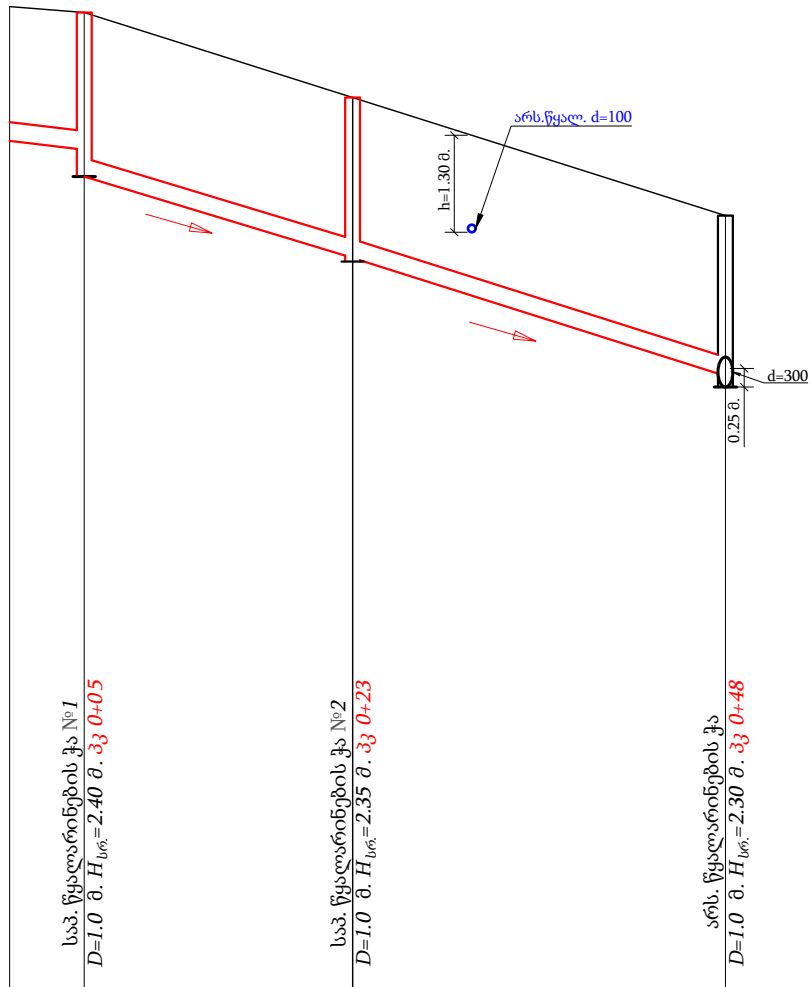 არს.წყალ. d=100
h=1.30 მ.
d=300
0.25 მ.
საპ. წყალარინების ჭა №1
D=1.0 მ. Hსრ.=2.40 მ. პკ 0+05
საპ. წყალარინების ჭა №2
D=1.0 მ. Hსრ.=2.35 მ. პკ 0+23
არს. წყალარინების ჭა
D=1.0 მ. Hსრ.=2.30 მ. პკ 0+48